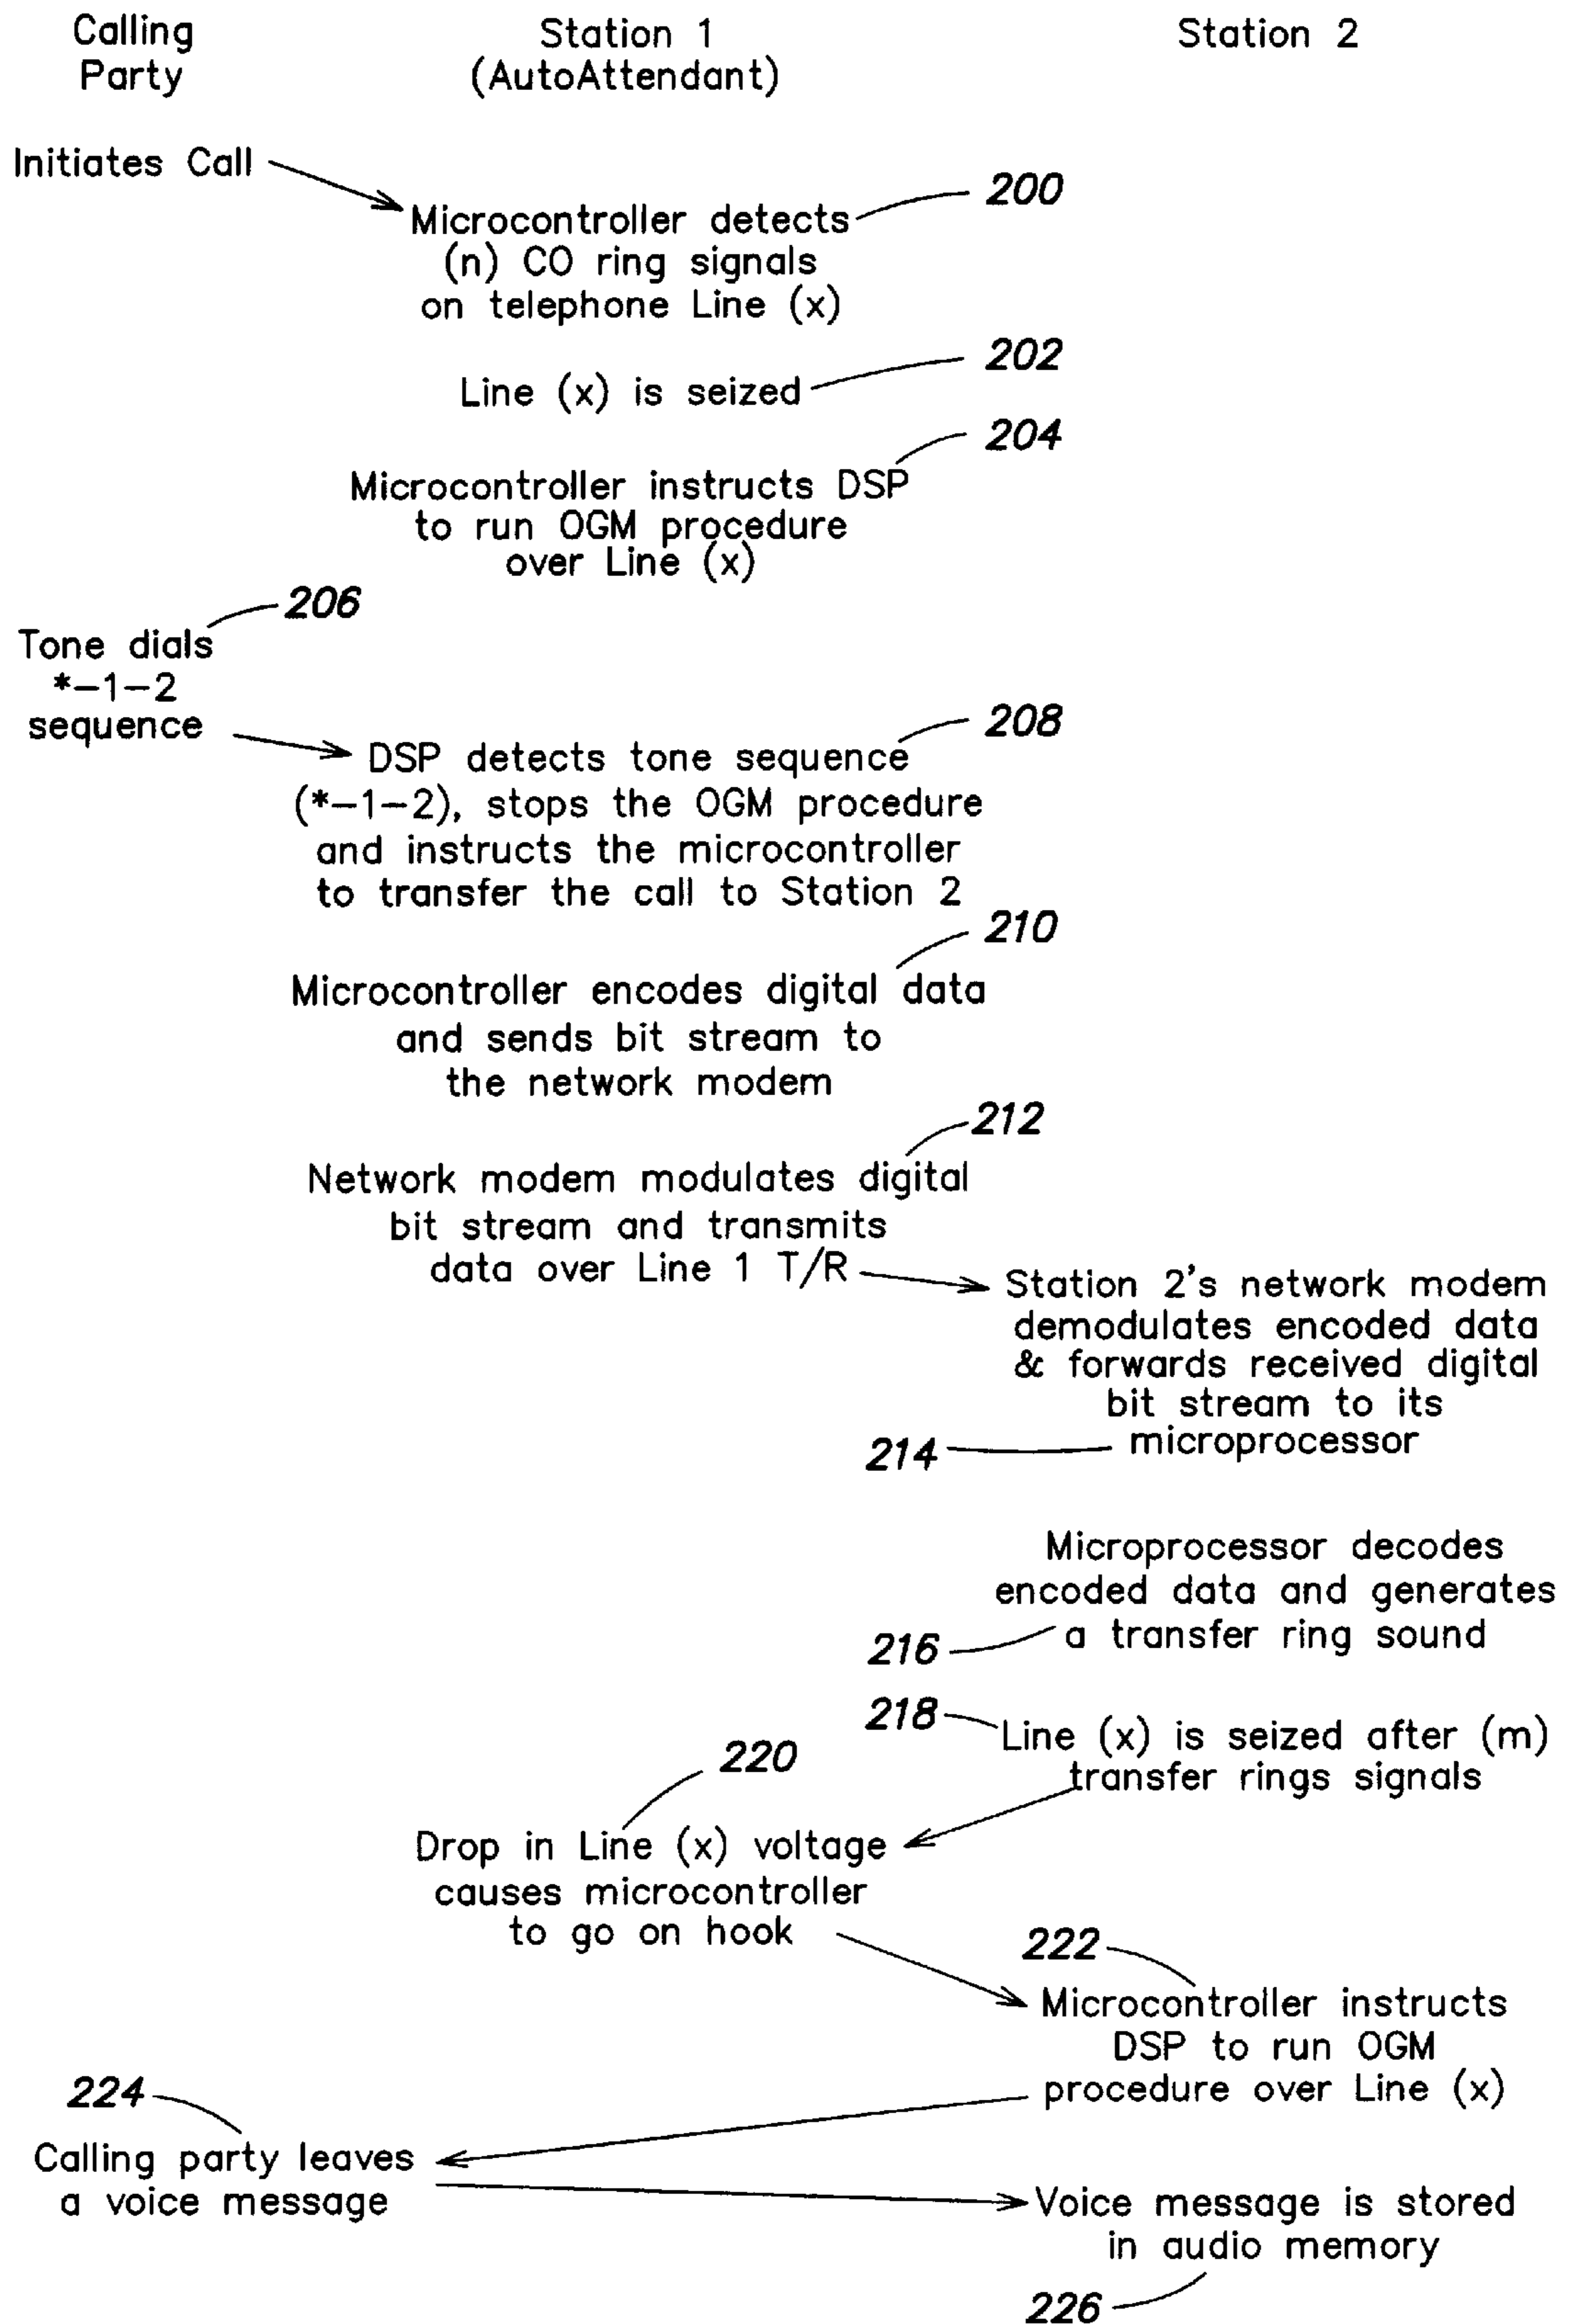 Calling
Party
Station 1
(AutoAttendant)
Station 2
Initiates Call
200
Microcontroller detects
(n) CO ring signals
on telephone Line (x)
202
Line (x) is seized
204
Microcontroller instructs DSP
to run OGM procedure
over Line (x)
206
Tone dials
*-1-2
sequence
208
DSP detects tone sequence
(*-1-2), stops the OGM procedure
and instructs the microcontroller
to transfer the call to Station 2
210
Microcontroller encodes digital data
and sends bit stream to
the network modem
212
Network modem modulates digital
bit stream and transmits
data over Line 1 T/R
Station 2's network modem
demodulates encoded data
& forwards received digital
bit stream to its
microprocessor
214
Microprocessor decodes
encoded data and generates
a transfer ring sound
216
218
Line (x) is seized after (m)
transfer rings signals
220
Drop in Line (x) voltage
causes microcontroller
to go on hook
222
Microcontroller instructs
DSP to run OGM
procedure over Line (x)
224
Calling party leaves
a voice message
Voice message is stored
in audio memory
226